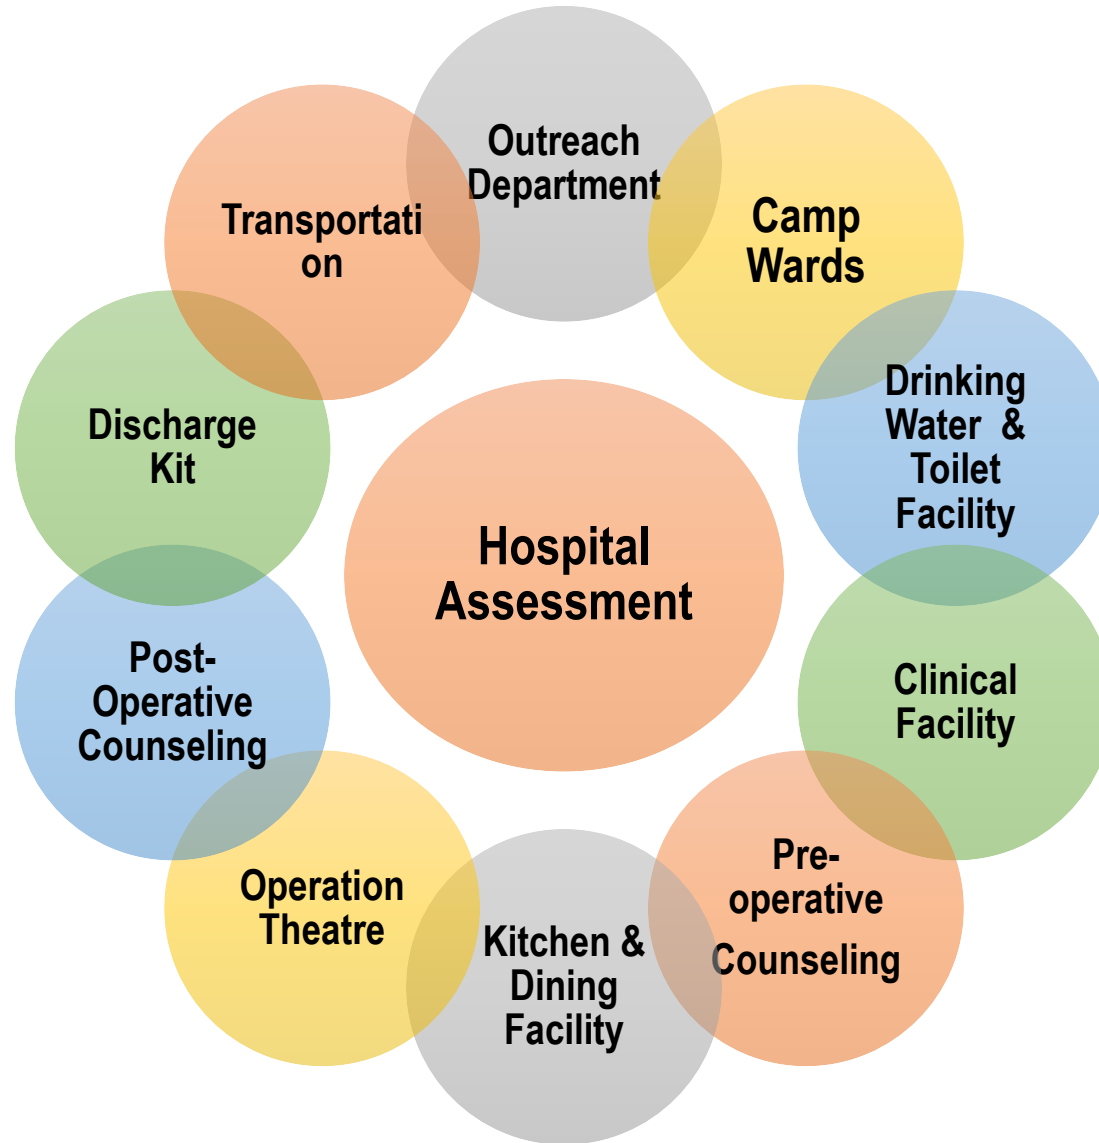 Outreach
Department
Camp
Wards
Drinking
Water & 
Toilet
Facility
Clinical
Facility
Pre-
operative
Counseling
Kitchen &
Dining
Facility
Operation
Theatre
Post-
Operative
Counseling
Discharge
Kit
Transportati
on
Hospital
Assessment